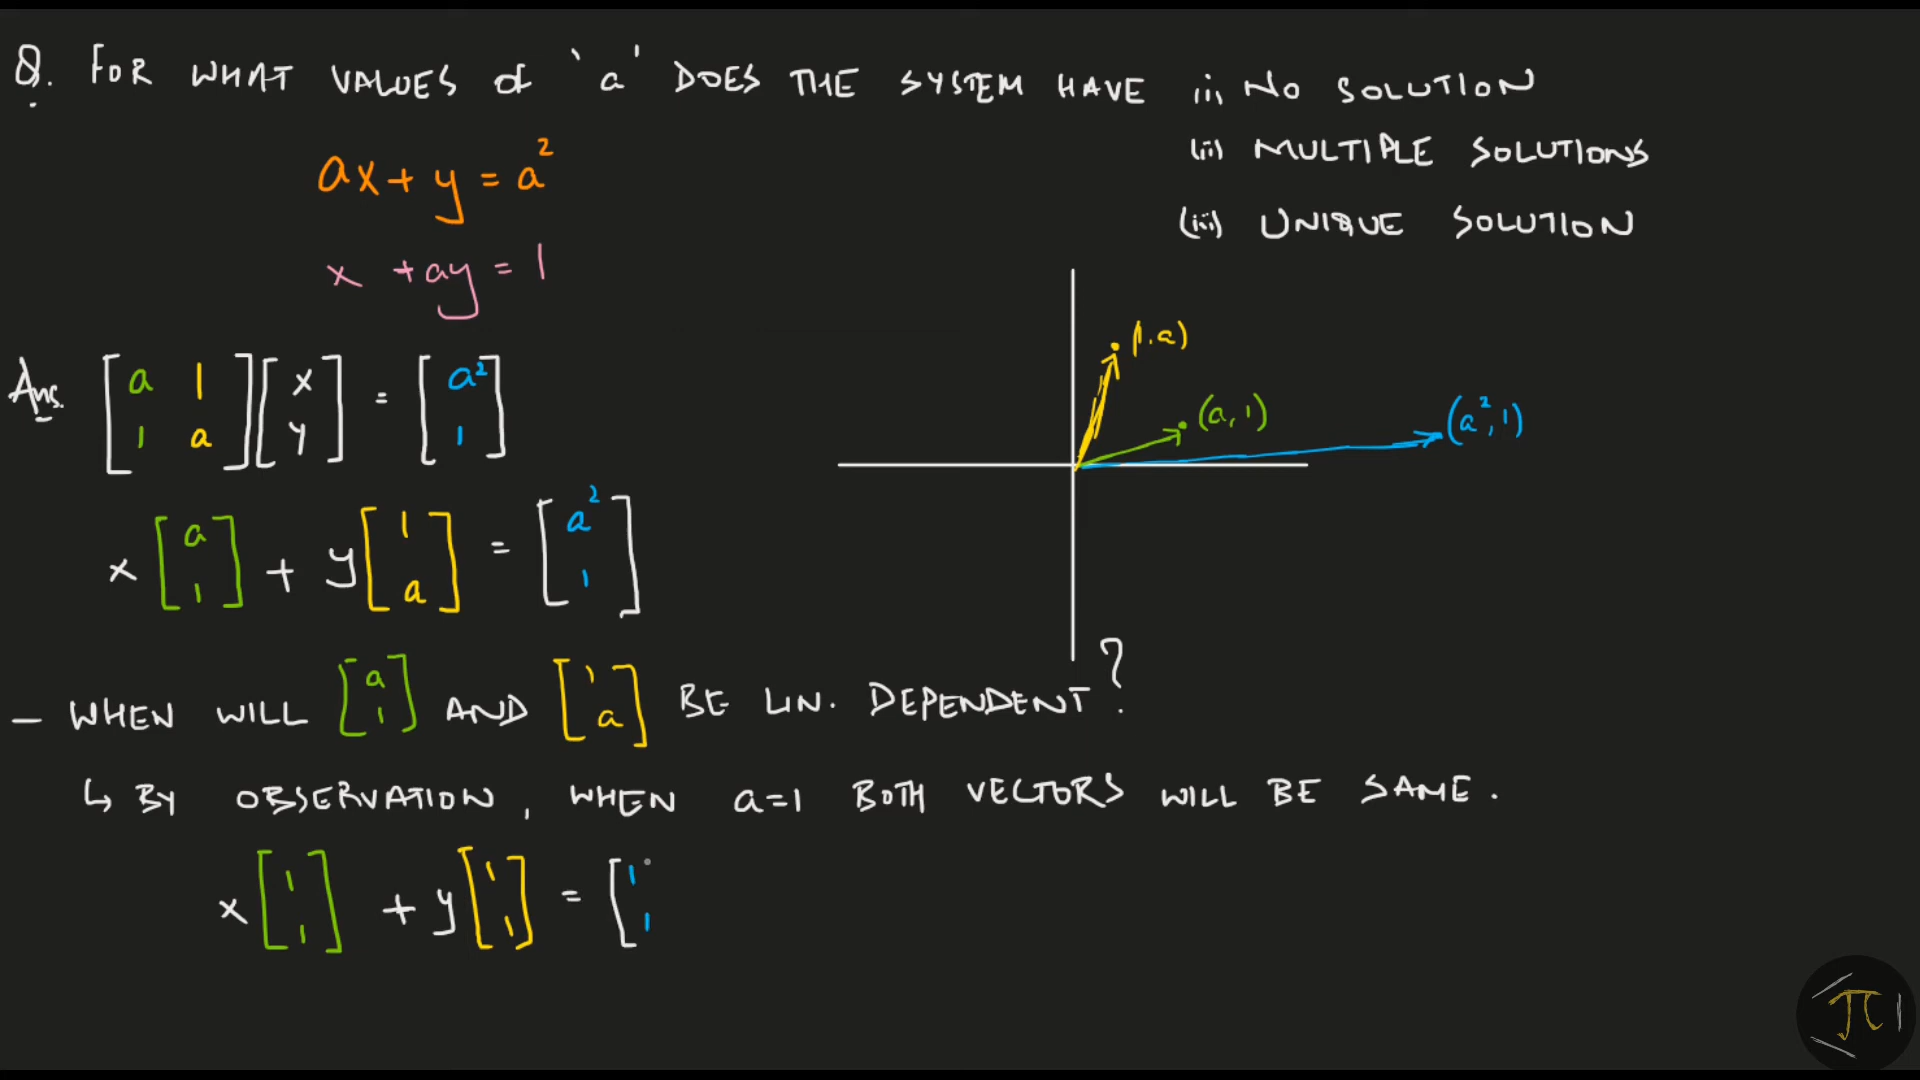 Q. FOR WHAT VALUES of 'a' DOES THE SYSTEM HAVE (i) NO SOLUTION
(ii) MULTIPLE SOLUTIONS
(iii) UNIQUE SOLUTION
ax + y = a²
x + ay = 1
Ans. [a 1; 1 a] [x; y] = [a²; 1]
x [a; 1] + y [1; a] = [a²; 1]
(1,a)
(a,1)
(a²,1)
- WHEN WILL [a; 1] AND [1; a] BE LIN. DEPENDENT?
↳ BY OBSERVATION, WHEN a=1 BOTH VECTORS WILL BE SAME.
x [1; 1] + y [1; 1] = [1; 1
π 1